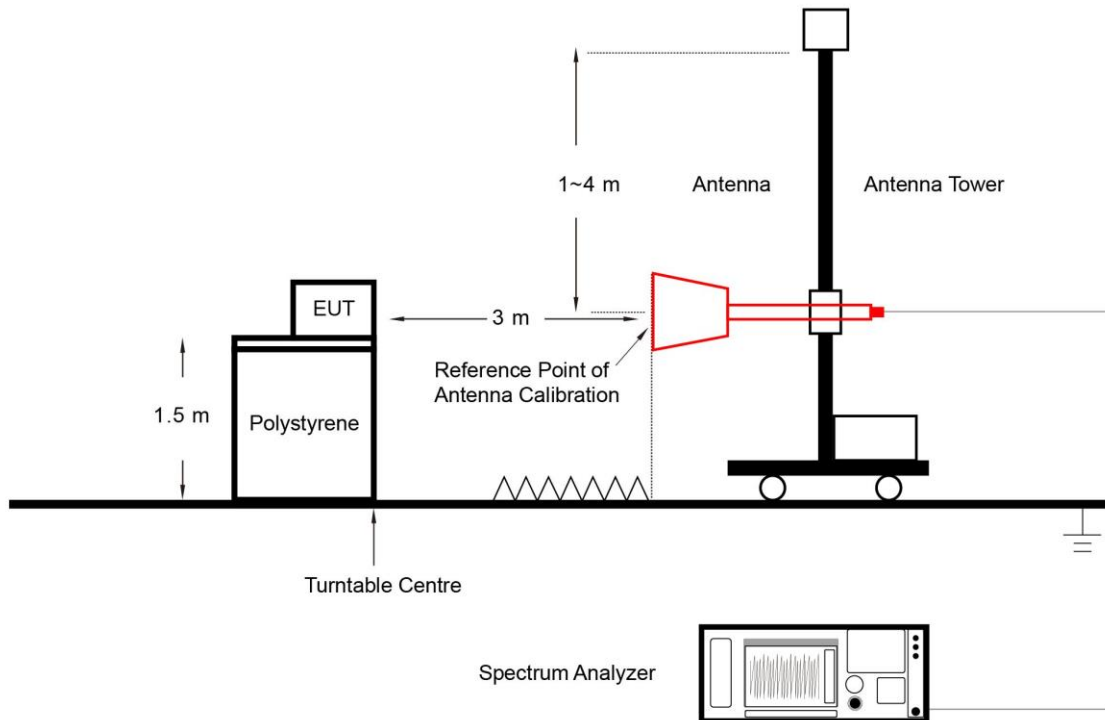 1~4 m
Antenna
Antenna Tower
EUT
3 m
Reference Point of
Antenna Calibration
1.5 m
Polystyrene
Turntable Centre
Spectrum Analyzer